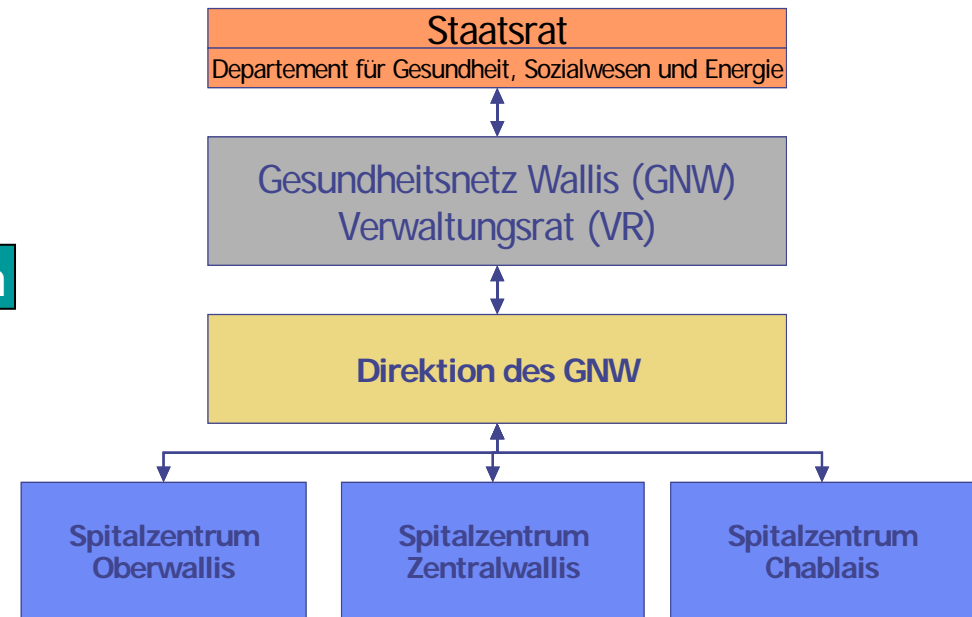 Staatsrat
Departement für Gesundheit, Sozialwesen und Energie
Gesundheitsnetz Wallis (GNW)
Verwaltungsrat (VR)
Direktion des GNW
Spitalzentrum
Oberwallis
Spitalzentrum
Zentralwallis
Spitalzentrum
Chablais